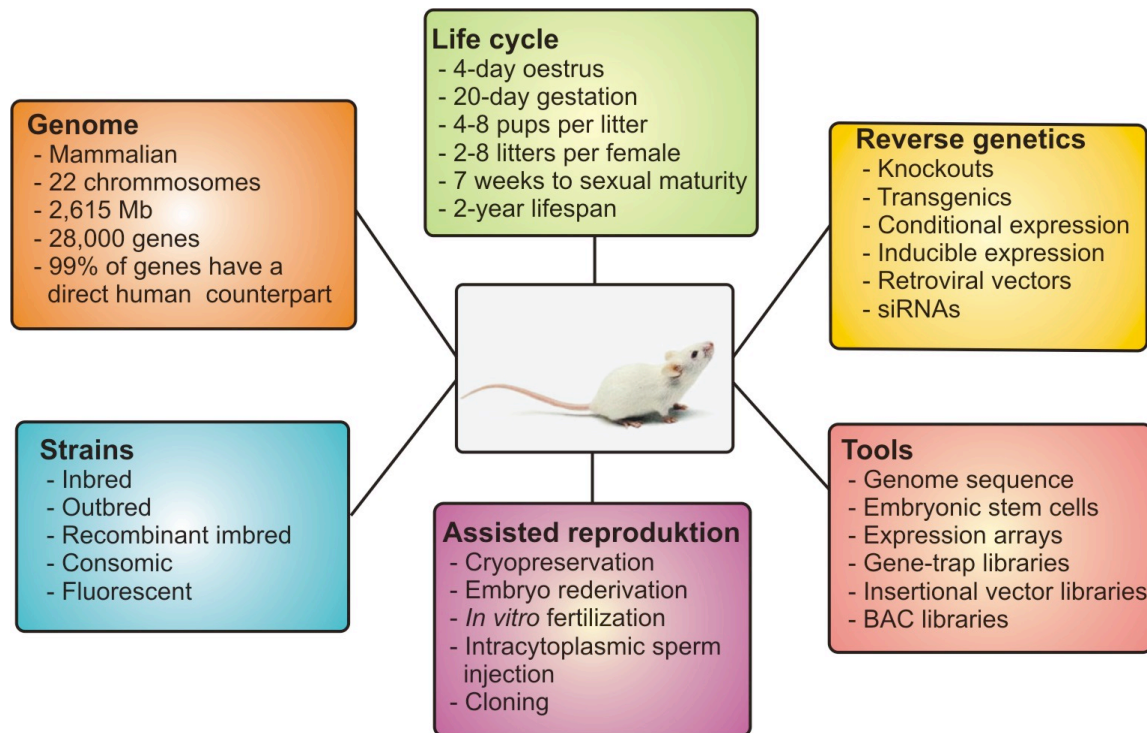 Life cycle
- 4-day oestrus
- 20-day gestation
- 4-8 pups per litter
- 2-8 litters per female
- 7 weeks to sexual maturity
- 2-year lifespan
Genome
- Mammalian
- 22 chrommosomes
- 2,615 Mb
- 28,000 genes
- 99% of genes have a
direct human counterpart
Reverse genetics
- Knockouts
- Transgenics
- Conditional expression
- Inducible expression
- Retroviral vectors
- siRNAs
Strains
- Inbred
- Outbred
- Recombinant imbred
- Consomic
- Fluorescent
Assisted reproduktion
- Cryopreservation
- Embryo rederivation
- In vitro fertilization
- Intracytoplasmic sperm
injection
- Cloning
Tools
- Genome sequence
- Embryonic stem cells
- Expression arrays
- Gene-trap libraries
- Insertional vector libraries
- BAC libraries